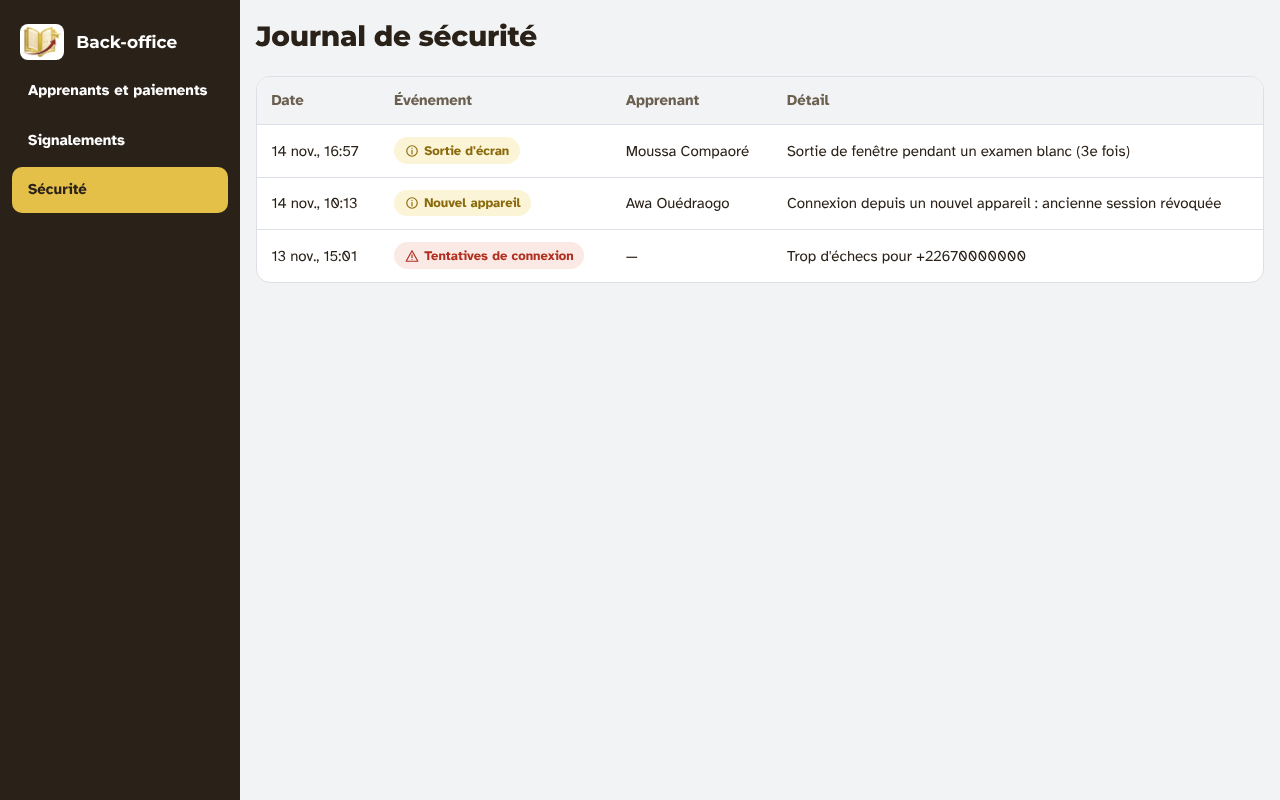 Back-office
Apprenants et paiements
Signalements
Sécurité
Journal de sécurité
Date Événement Apprenant Détail
14 nov., 16:57 Sortie d'écran Moussa Compaoré Sortie de fenêtre pendant un examen blanc (3e fois)
14 nov., 10:13 Nouvel appareil Awa Ouédraogo Connexion depuis un nouvel appareil : ancienne session révoquée
13 nov., 15:01 Tentatives de connexion — Trop d'échecs pour +22670000000